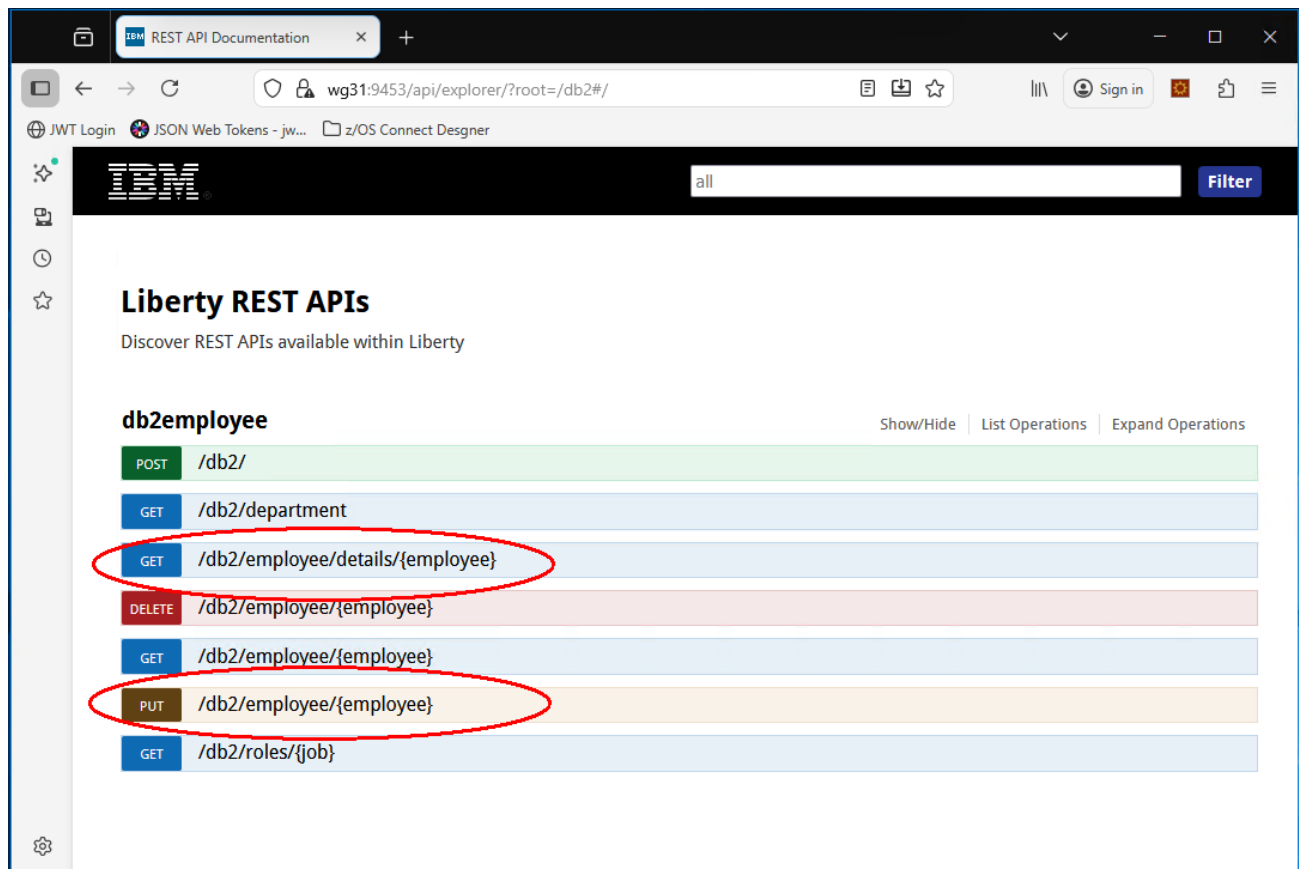 IBM REST API Documentation
wg31:9453/api/explorer/?root=/db2#/
Sign in
JWT Login JSON Web Tokens - jw... z/OS Connect Desgner
IBM
all
Filter
Liberty REST APIs
Discover REST APIs available within Liberty
db2employee
Show/Hide List Operations Expand Operations
POST /db2/
GET /db2/department
GET /db2/employee/details/{employee}
DELETE /db2/employee/{employee}
GET /db2/employee/{employee}
PUT /db2/employee/{employee}
GET /db2/roles/{job}